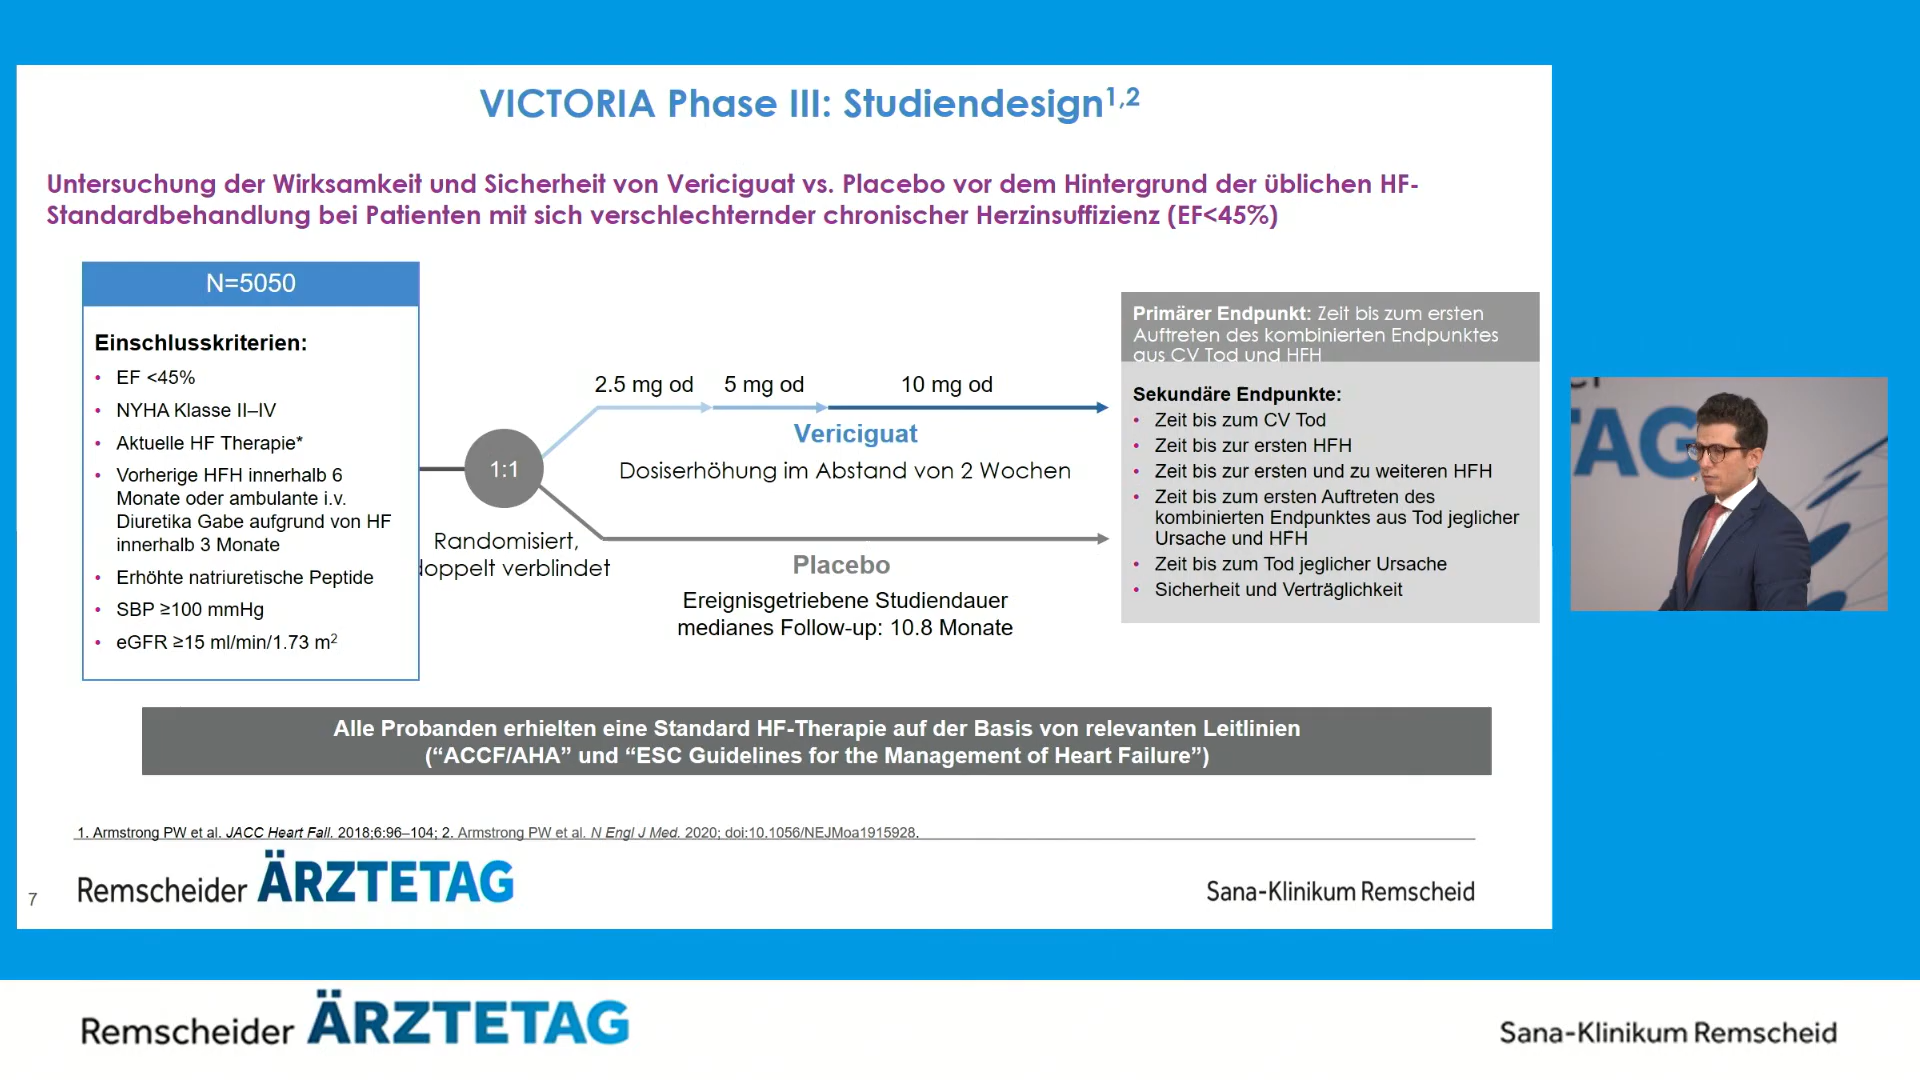 VICTORIA Phase III: Studiendesign1,2
Untersuchung der Wirksamkeit und Sicherheit von Vericiguat vs. Placebo vor dem Hintergrund der üblichen HF-
Standardbehandlung bei Patienten mit sich verschlechternder chronischer Herzinsuffizienz (EF<45%)
N=5050
Einschlusskriterien:
• EF <45%
• NYHA Klasse II–IV
• Aktuelle HF Therapie*
• Vorherige HFH innerhalb 6
Monate oder ambulante i.v.
Diuretika Gabe aufgrund von HF
innerhalb 3 Monate
• Erhöhte natriuretische Peptide
• SBP ≥100 mmHg
• eGFR ≥15 ml/min/1.73 m2
1:1
Randomisiert,
doppelt verblindet
2.5 mg od 5 mg od 10 mg od
Vericiguat
Dosiserhöhung im Abstand von 2 Wochen
Placebo
Ereignisgetriebene Studiendauer
medianes Follow-up: 10.8 Monate
Primärer Endpunkt: Zeit bis zum ersten
Auftreten des kombinierten Endpunktes
aus CV Tod und HFH
Sekundäre Endpunkte:
• Zeit bis zum CV Tod
• Zeit bis zur ersten HFH
• Zeit bis zur ersten und zu weiteren HFH
• Zeit bis zum ersten Auftreten des
kombinierten Endpunktes aus Tod jeglicher
Ursache und HFH
• Zeit bis zum Tod jeglicher Ursache
• Sicherheit und Verträglichkeit
Alle Probanden erhielten eine Standard HF-Therapie auf der Basis von relevanten Leitlinien
(“ACCF/AHA” und “ESC Guidelines for the Management of Heart Failure”)
1. Armstrong PW et al. JACC Heart Fail. 2018;6:96–104; 2. Armstrong PW et al. N Engl J Med. 2020; doi:10.1056/NEJMoa1915928.
7
Remscheider ÄRZTETAG
Sana-Klinikum Remscheid
TAG
Remscheider ÄRZTETAG
Sana-Klinikum Remscheid